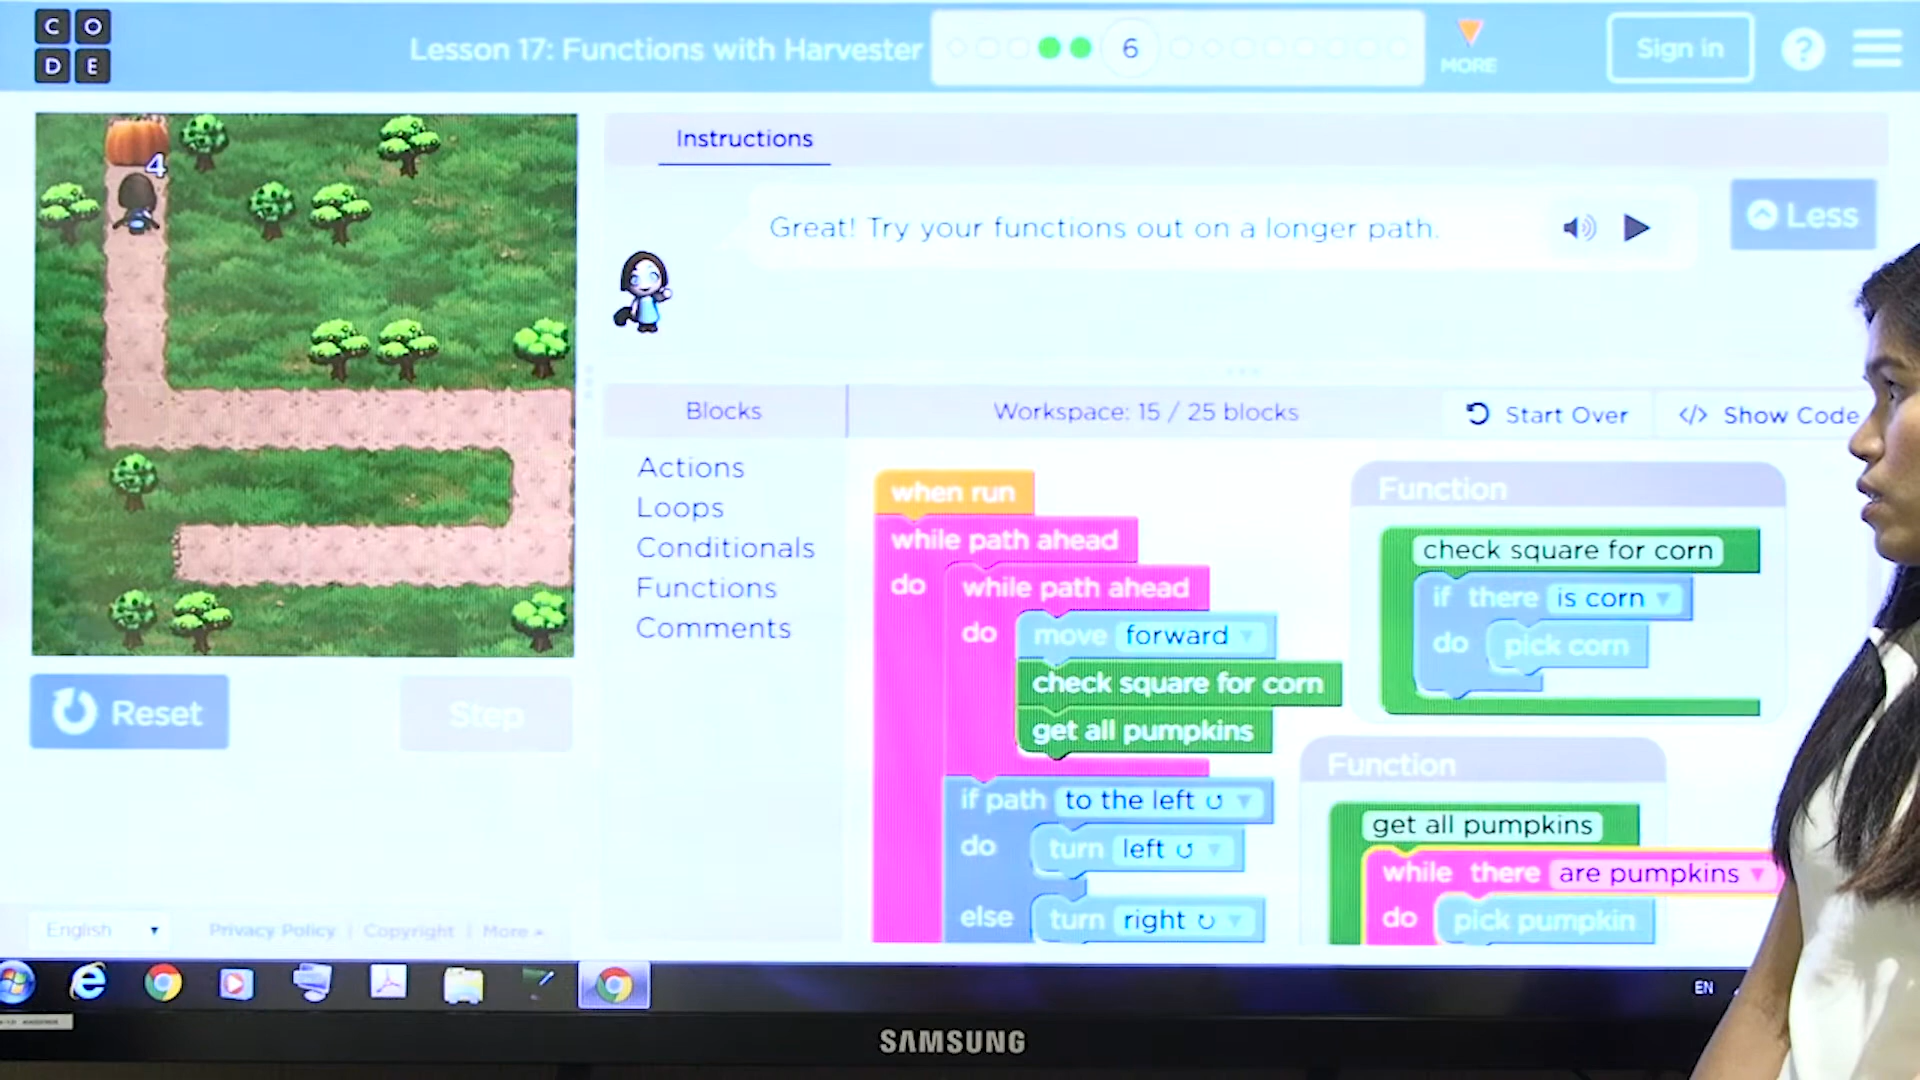 C O
D E
Lesson 17: Functions with Harvester
6
MORE
Sign in
?
4
Instructions
Great! Try your functions out on a longer path.
Less
Blocks
Workspace: 15 / 25 blocks
Start Over
</> Show Code
Actions
Loops
Conditionals
Functions
Comments
when run
while path ahead
do while path ahead
do move forward
check square for corn
get all pumpkins
if path to the left
do turn left
else turn right
Function
check square for corn
if there is corn
do pick corn
Function
get all pumpkins
while there are pumpkins
do pick pumpkin
Reset
Step
English
Privacy Policy | Copyright | More
EN
SAMSUNG